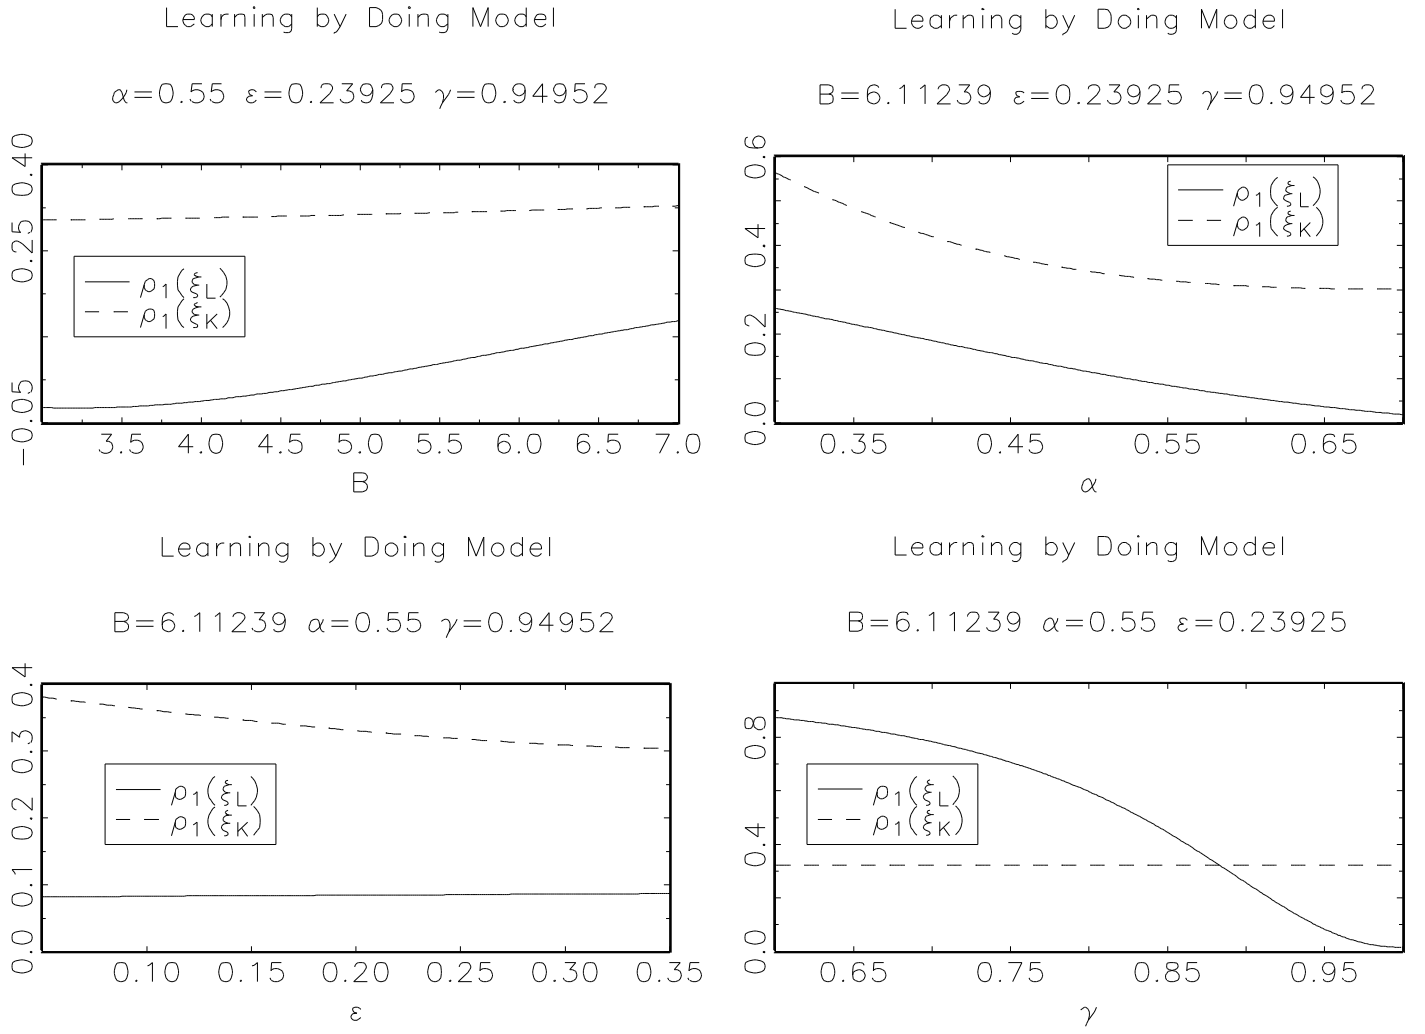 Learning by Doing Model
α=0.55 ε=0.23925 γ=0.94952
0.40
0.25
-0.05
ρ1(ξL)
ρ1(ξK)
3.5 4.0 4.5 5.0 5.5 6.0 6.5 7.0
B
Learning by Doing Model
B=6.11239 ε=0.23925 γ=0.94952
0.6
0.4
0.2
0.0
ρ1(ξL)
ρ1(ξK)
0.35 0.45 0.55 0.65
α
Learning by Doing Model
B=6.11239 α=0.55 γ=0.94952
0.4
0.3
0.2
0.1
0.0
ρ1(ξL)
ρ1(ξK)
0.10 0.15 0.20 0.25 0.30 0.35
ε
Learning by Doing Model
B=6.11239 α=0.55 ε=0.23925
0.8
0.4
0.0
ρ1(ξL)
ρ1(ξK)
0.65 0.75 0.85 0.95
γ